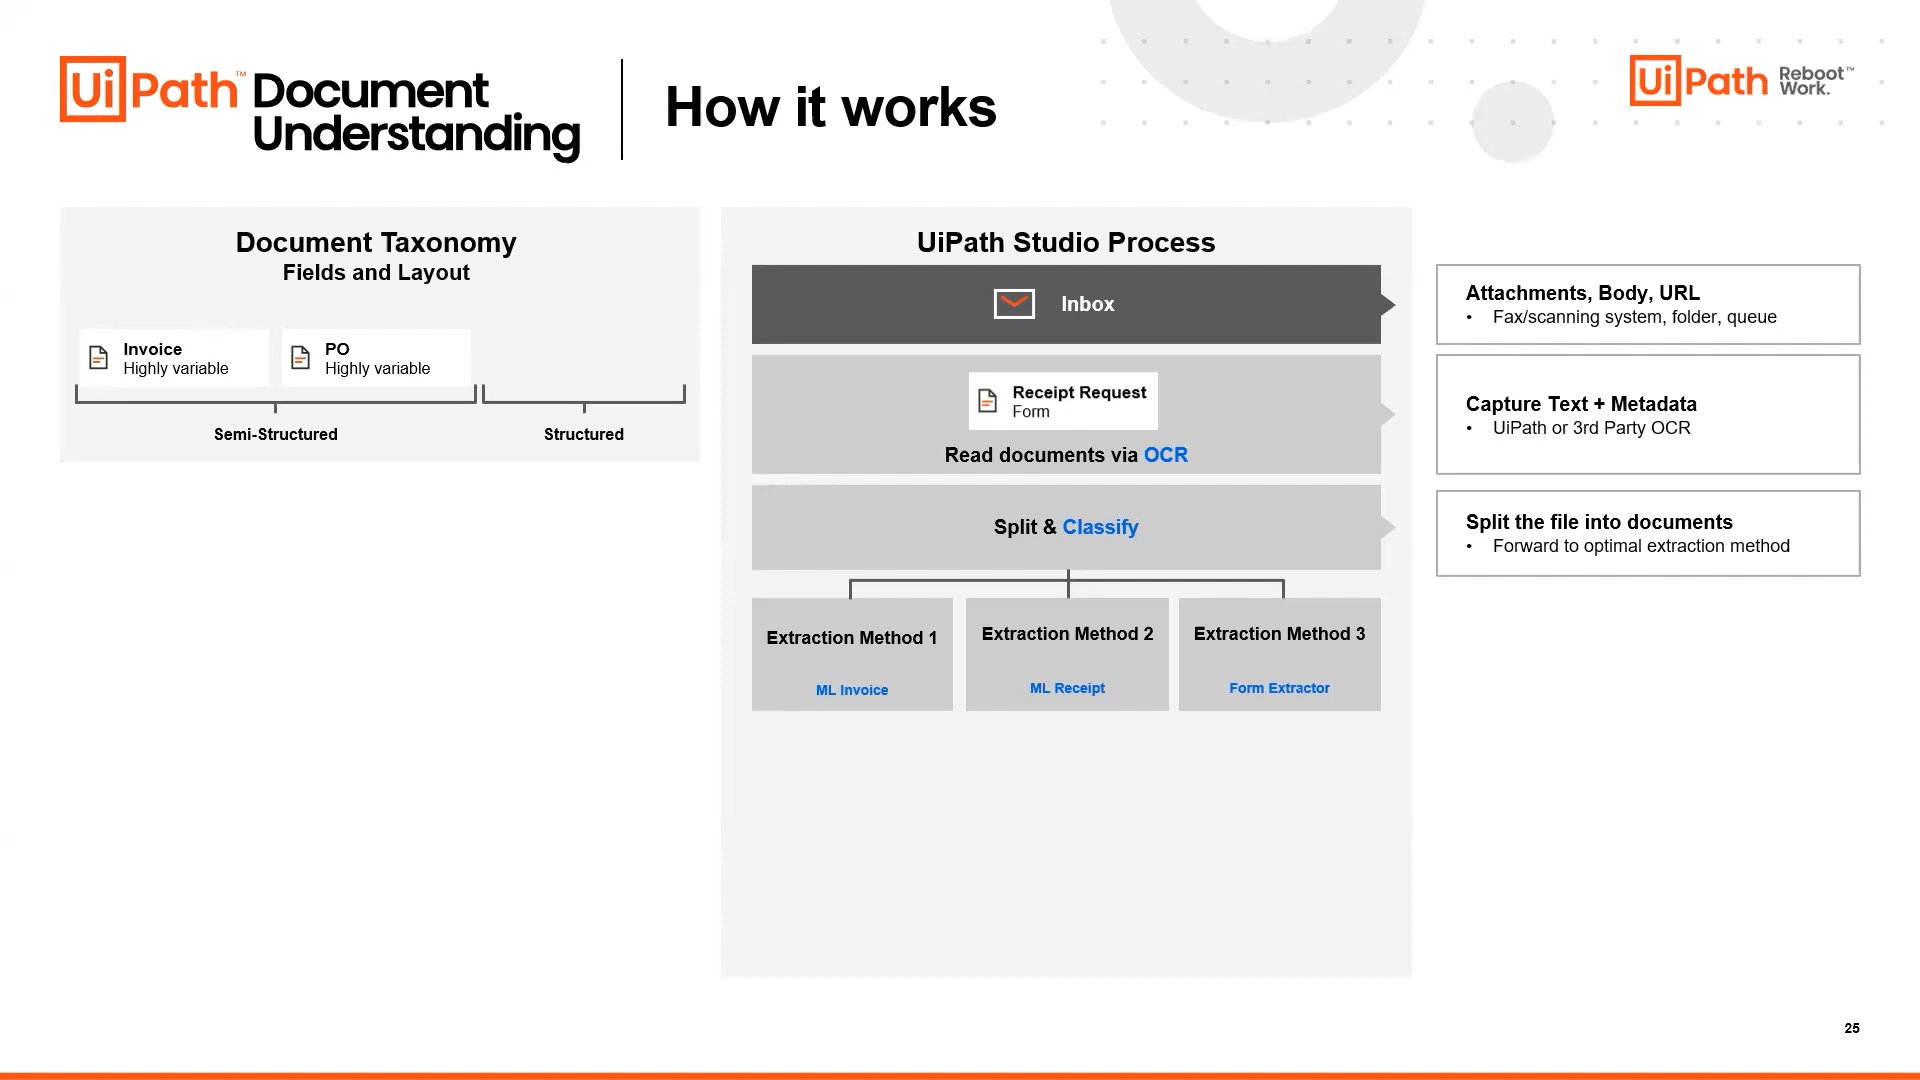 UiPath™ Document
Understanding
How it works
UiPath Reboot™
Work.
Document Taxonomy
Fields and Layout
Invoice
Highly variable
PO
Highly variable
Semi-Structured
Structured
UiPath Studio Process
Inbox
Receipt Request
Form
Read documents via OCR
Split & Classify
Extraction Method 1
ML Invoice
Extraction Method 2
ML Receipt
Extraction Method 3
Form Extractor
Attachments, Body, URL
• Fax/scanning system, folder, queue
Capture Text + Metadata
• UiPath or 3rd Party OCR
Split the file into documents
• Forward to optimal extraction method
25